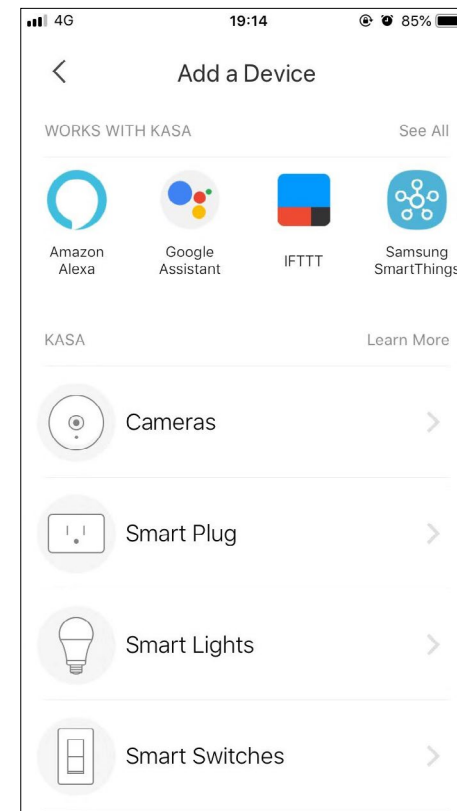 4G 19:14 85%
Add a Device
WORKS WITH KASA See All
Amazon Alexa
Google Assistant
IFTTT
Samsung SmartThings
KASA Learn More
Cameras
Smart Plug
Smart Lights
Smart Switches